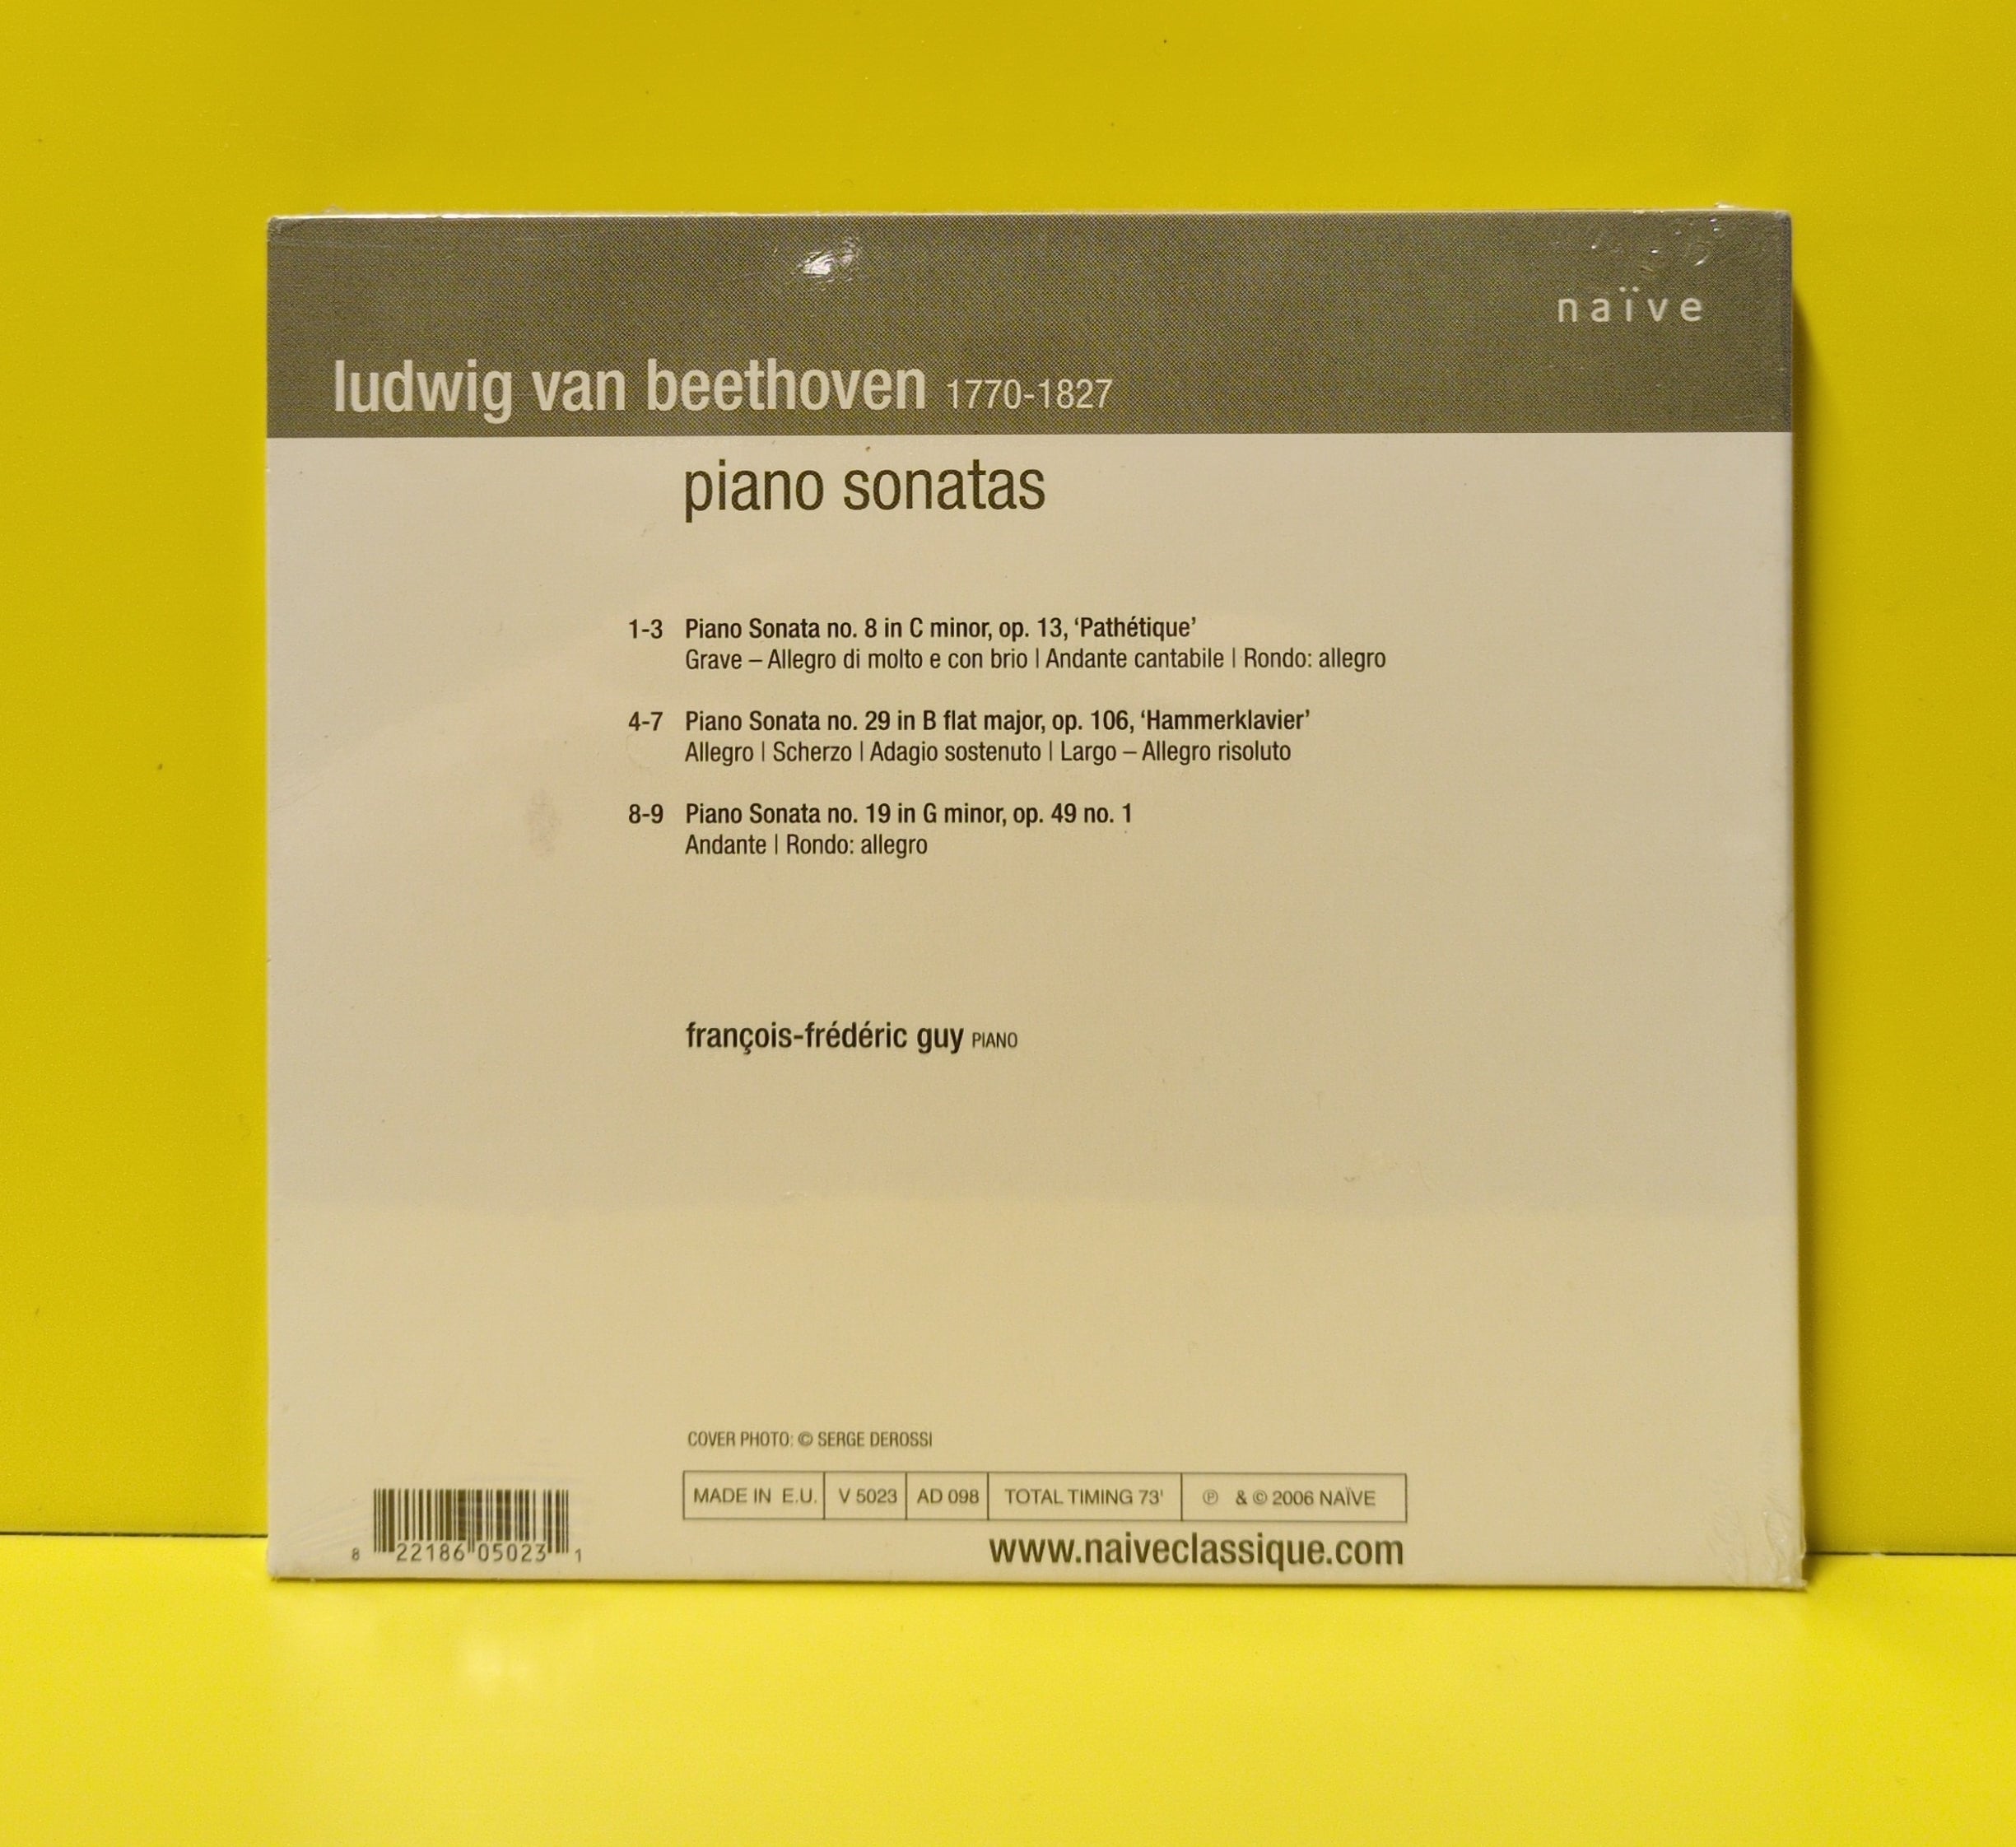 naïve
ludwig van beethoven 1770-1827
piano sonatas
1-3 Piano Sonata no. 8 in C minor, op. 13, ‘Pathétique’
Grave – Allegro di molto e con brio | Andante cantabile | Rondo: allegro
4-7 Piano Sonata no. 29 in B flat major, op. 106, ‘Hammerklavier’
Allegro | Scherzo | Adagio sostenuto | Largo – Allegro risoluto
8-9 Piano Sonata no. 19 in G minor, op. 49 no. 1
Andante | Rondo: allegro
françois-frédéric guy PIANO
COVER PHOTO: © SERGE DEROSSI
MADE IN E.U. V 5023 AD 098 TOTAL TIMING 73' ℗ & © 2006 NAÏVE
www.naiveclassique.com
8 22186 05023 1